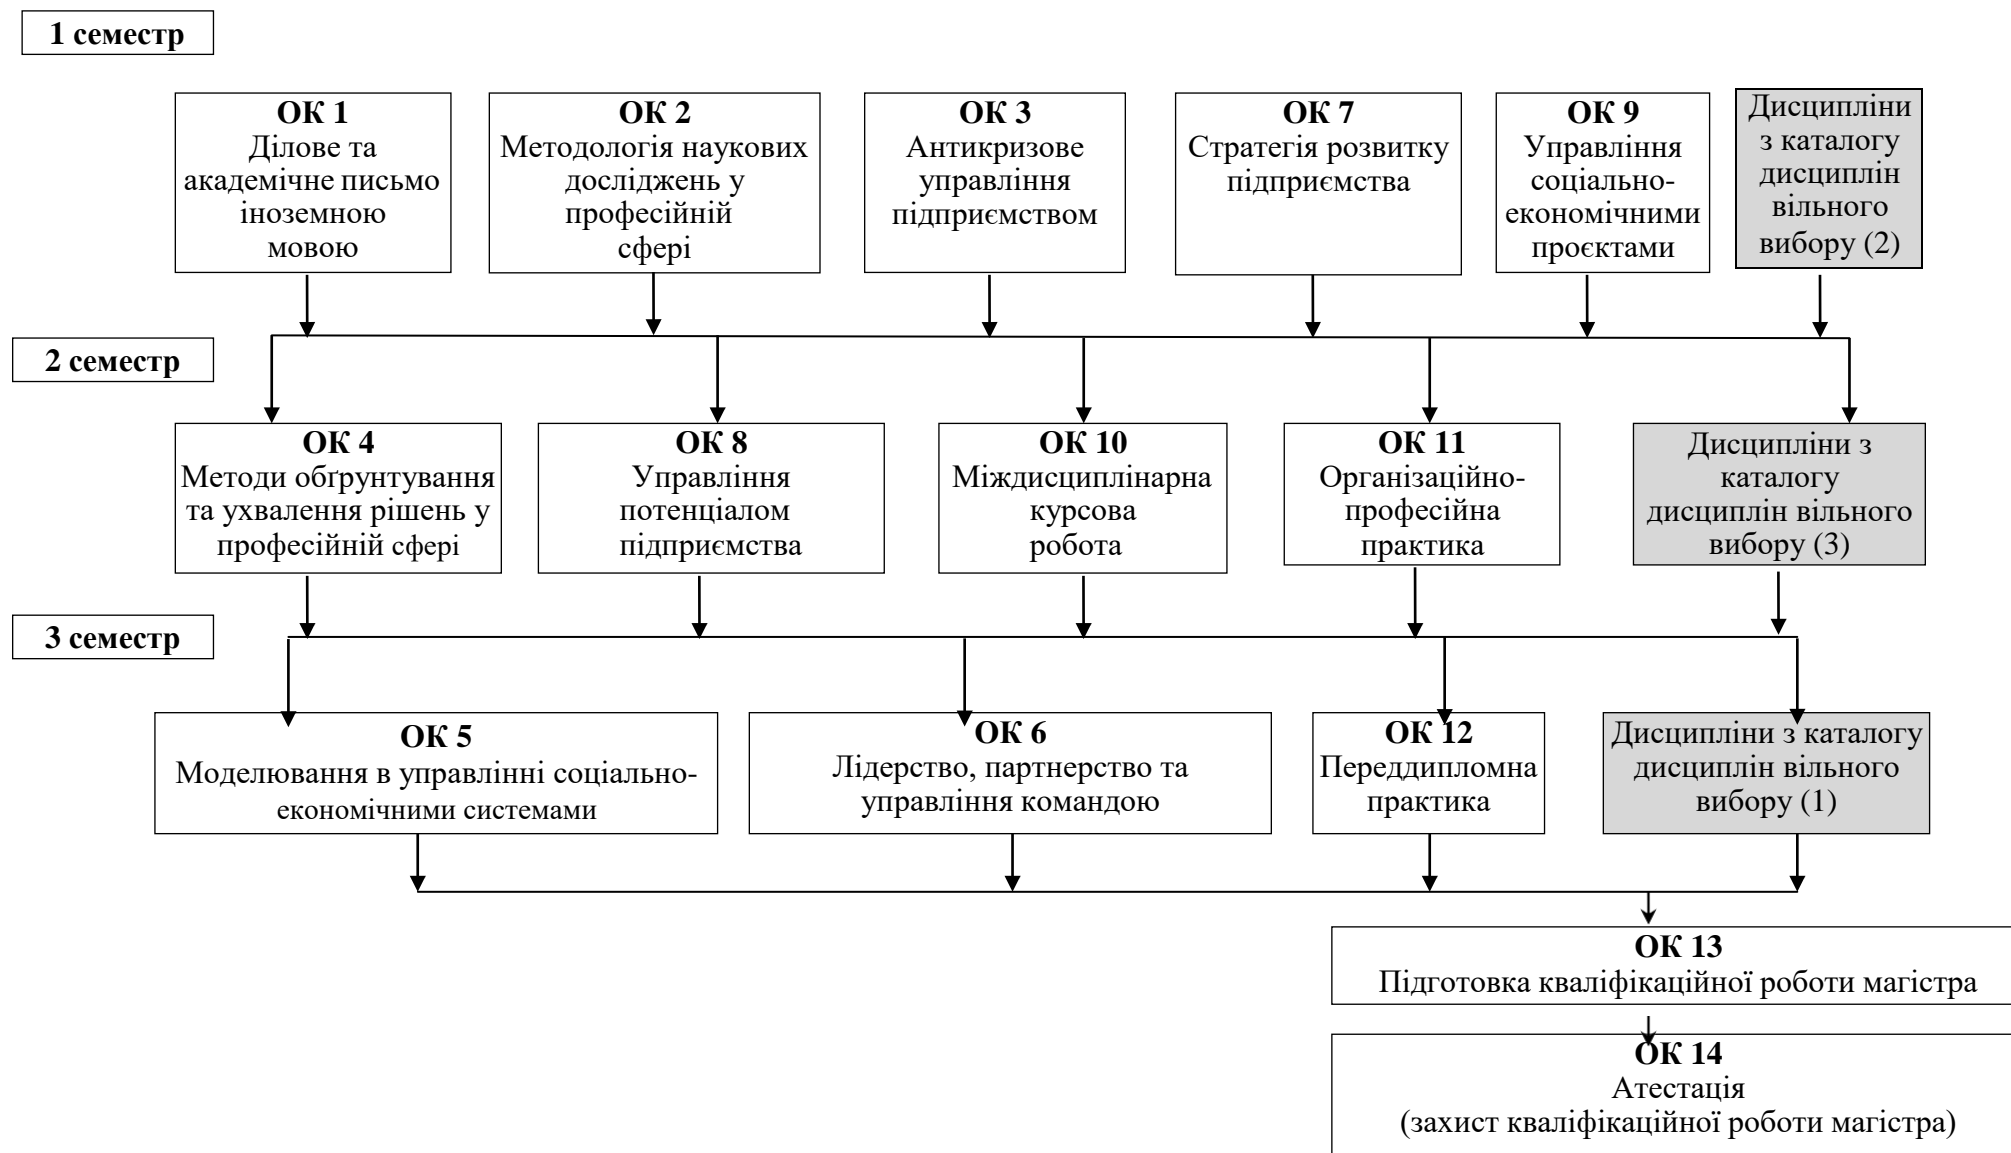 1 семестр
ОК 1
Ділове та
академічне письмо
іноземною
мовою
ОК 2
Методологія наукових
досліджень у
професійній
сфері
ОК 3
Антикризове
управління
підприємством
ОК 7
Стратегія розвитку
підприємства
ОК 9
Управління
соціально-
економічними
проєктами
Дисципліни
з каталогу
дисциплін
вільного
вибору (2)
2 семестр
ОК 4
Методи обґрунтування
та ухвалення рішень у
професійній сфері
ОК 8
Управління
потенціалом
підприємства
ОК 10
Міждисциплінарна
курсова
робота
ОК 11
Організаційно-
професійна
практика
Дисципліни з
каталогу
дисциплін вільного
вибору (3)
3 семестр
ОК 5
Моделювання в управлінні соціально-
економічними системами
ОК 6
Лідерство, партнерство та
управління командою
ОК 12
Переддипломна
практика
Дисципліни з каталогу
дисциплін вільного
вибору (1)
ОК 13
Підготовка кваліфікаційної роботи магістра
ОК 14
Атестація
(захист кваліфікаційної роботи магістра)